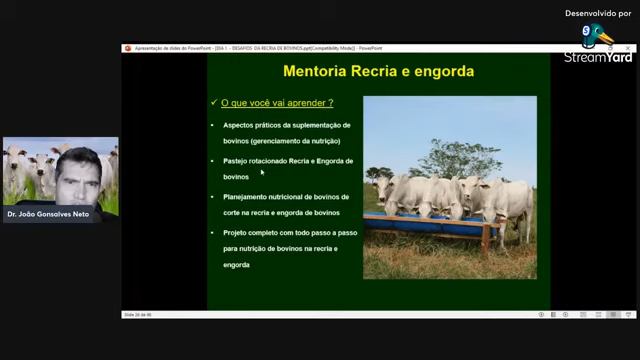 Desenvolvido por
S
StreamYard
Apresentação de slides do PowerPoint - [DIA 1 - DESAFIOS DA RECRIA DE BOVINOS.ppt[Compatibility Mode]] - PowerPoint
Mentoria Recria e engorda
✓ O que você vai aprender ?
• Aspectos práticos da suplementação de
bovinos (gerenciamento da nutrição)
• Pastejo rotacionado Recria e Engorda de
bovinos
• Planejamento nutricional de bovinos de
corte na recria e engorda de bovinos
• Projeto completo com todo passo a passo
para nutrição de bovinos na recria e
engorda
Dr. João Gonsalves Neto